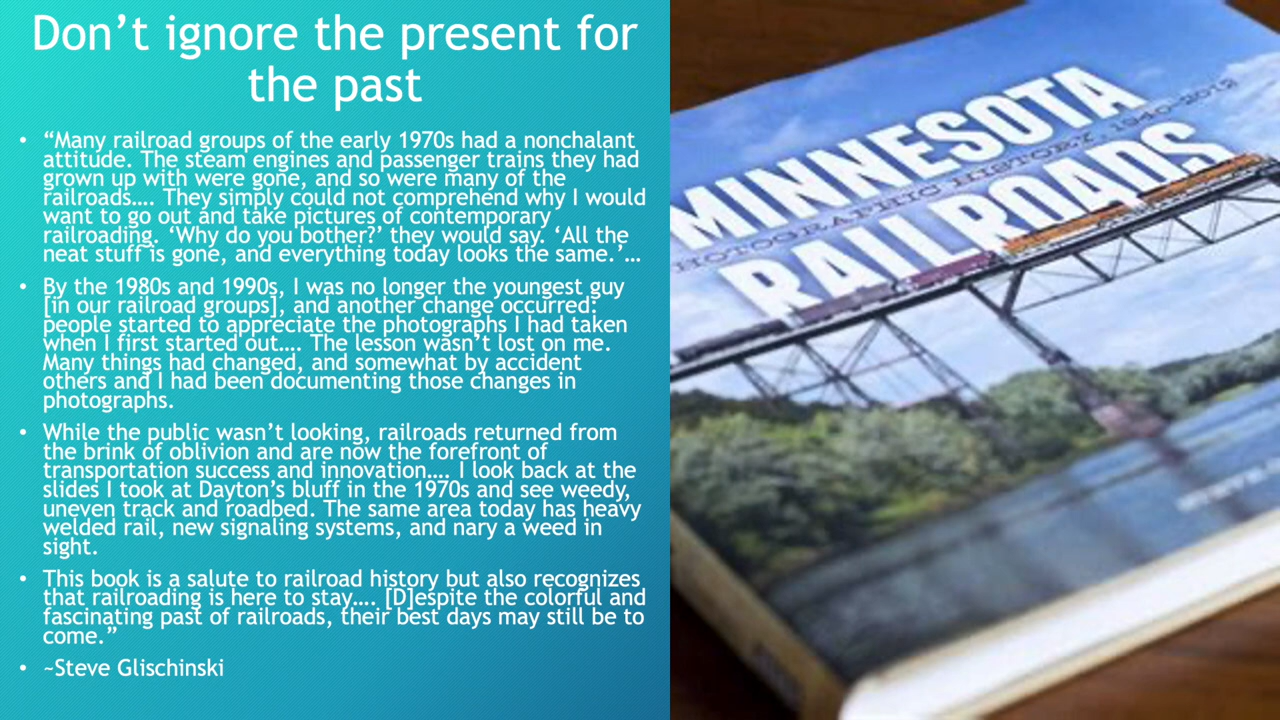 Don’t ignore the present for
the past
• “Many railroad groups of the early 1970s had a nonchalant
attitude. The steam engines and passenger trains they had
grown up with were gone, and so were many of the
railroads…. They simply could not comprehend why I would
want to go out and take pictures of contemporary
railroading. ‘Why do you bother?’ they would say. ‘All the
neat stuff is gone, and everything today looks the same.’…
• By the 1980s and 1990s, I was no longer the youngest guy
[in our railroad groups], and another change occurred:
people started to appreciate the photographs I had taken
when I first started out…. The lesson wasn’t lost on me.
Many things had changed, and somewhat by accident
others and I had been documenting those changes in
photographs.
• While the public wasn’t looking, railroads returned from
the brink of oblivion and are now the forefront of
transportation success and innovation…. I look back at the
slides I took at Dayton’s bluff in the 1970s and see weedy,
uneven track and roadbed. The same area today has heavy
welded rail, new signaling systems, and nary a weed in
sight.
• This book is a salute to railroad history but also recognizes
that railroading is here to stay…. [D]espite the colorful and
fascinating past of railroads, their best days may still be to
come.”
• ~Steve Glischinski
MINNESOTA
PHOTOGRAPHIC HISTORY, 1940-2012
RAILROADS